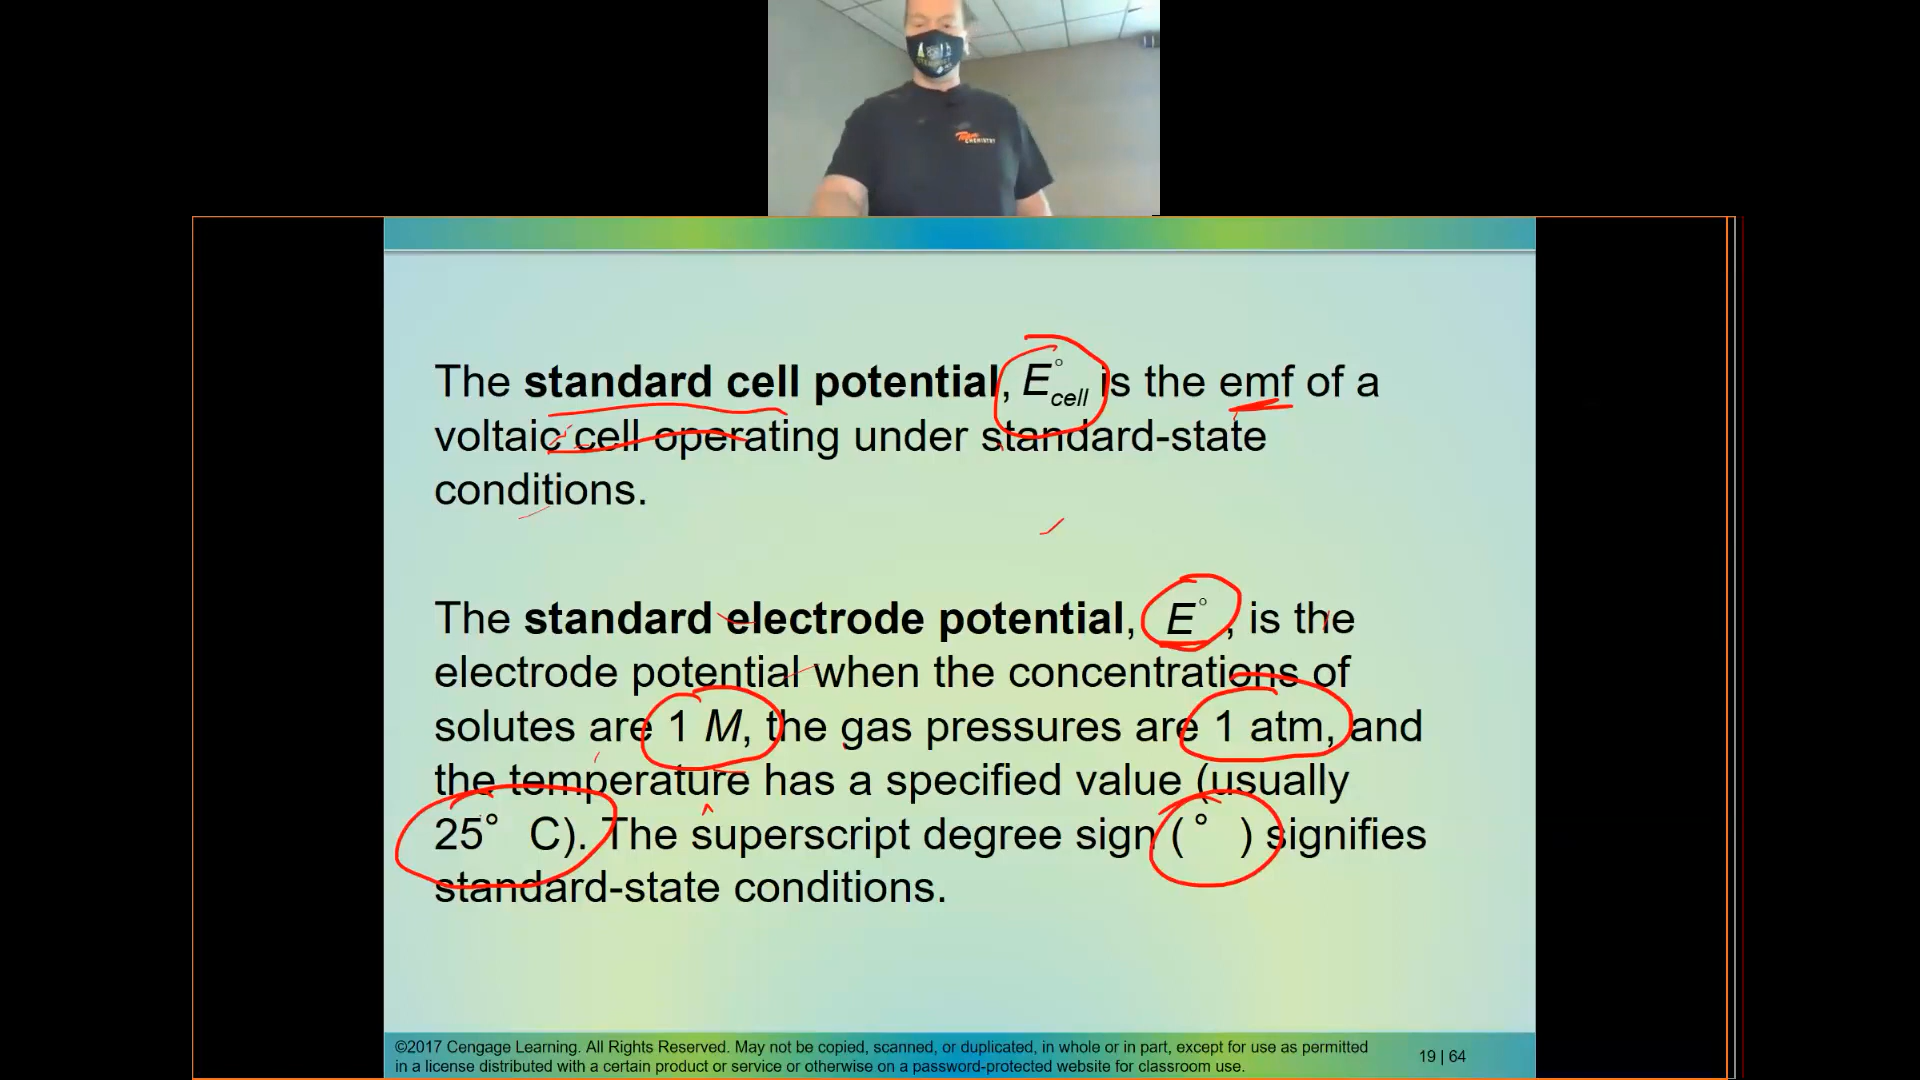 CHEMISTRY
The standard cell potential, E°cell is the emf of a
voltaic cell operating under standard-state
conditions.
The standard electrode potential, E°, is the
electrode potential when the concentrations of
solutes are 1 M, the gas pressures are 1 atm, and
the temperature has a specified value (usually
25° C). The superscript degree sign (°) signifies
standard-state conditions.
©2017 Cengage Learning. All Rights Reserved. May not be copied, scanned, or duplicated, in whole or in part, except for use as permitted
in a license distributed with a certain product or service or otherwise on a password-protected website for classroom use.
19 | 64